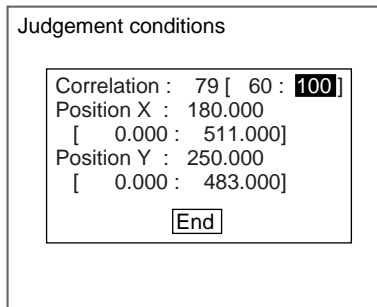 Judgement conditions
Correlation : 79 [ 60 : 100 ]
Position X : 180.000
[ 0.000 : 511.000]
Position Y : 250.000
[ 0.000 : 483.000]
End